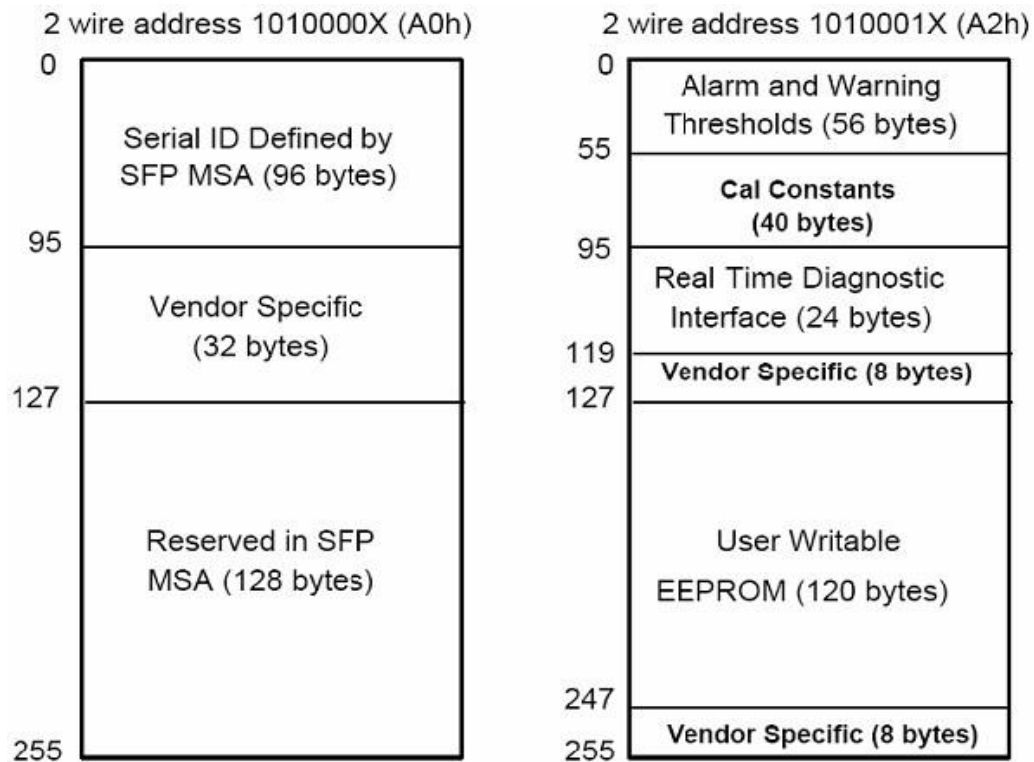 2 wire address 1010000X (A0h)
0
Serial ID Defined by
SFP MSA (96 bytes)
95
Vendor Specific
(32 bytes)
127
Reserved in SFP
MSA (128 bytes)
255
2 wire address 1010001X (A2h)
0
Alarm and Warning
Thresholds (56 bytes)
55
Cal Constants
(40 bytes)
95
Real Time Diagnostic
Interface (24 bytes)
119
Vendor Specific (8 bytes)
127
User Writable
EEPROM (120 bytes)
247
Vendor Specific (8 bytes)
255